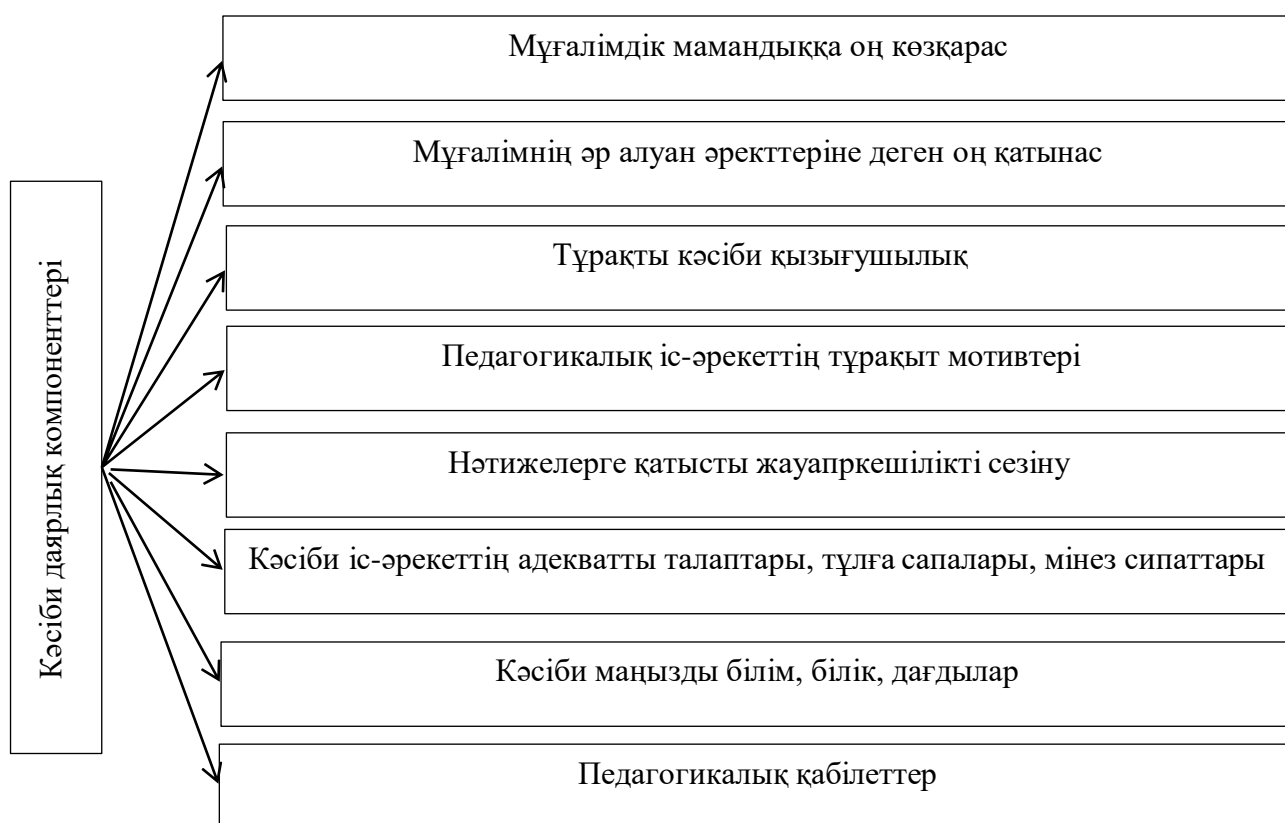 Кәсіби даярлық компоненттері
Мұғалімдік мамандыққа оң көзқарас
Мұғалімнің әр алуан әректтеріне деген оң қатынас
Тұрақты кәсіби қызығушылық
Педагогикалық іс-әрекеттің тұрақыт мотивтері
Нәтижелерге қатысты жауапркешілікті сезіну
Кәсіби іс-әрекеттің адекватты талаптары, тұлға сапалары, мінез сипаттары
Кәсіби маңызды білім, білік, дағдылар
Педагогикалық қабілеттер